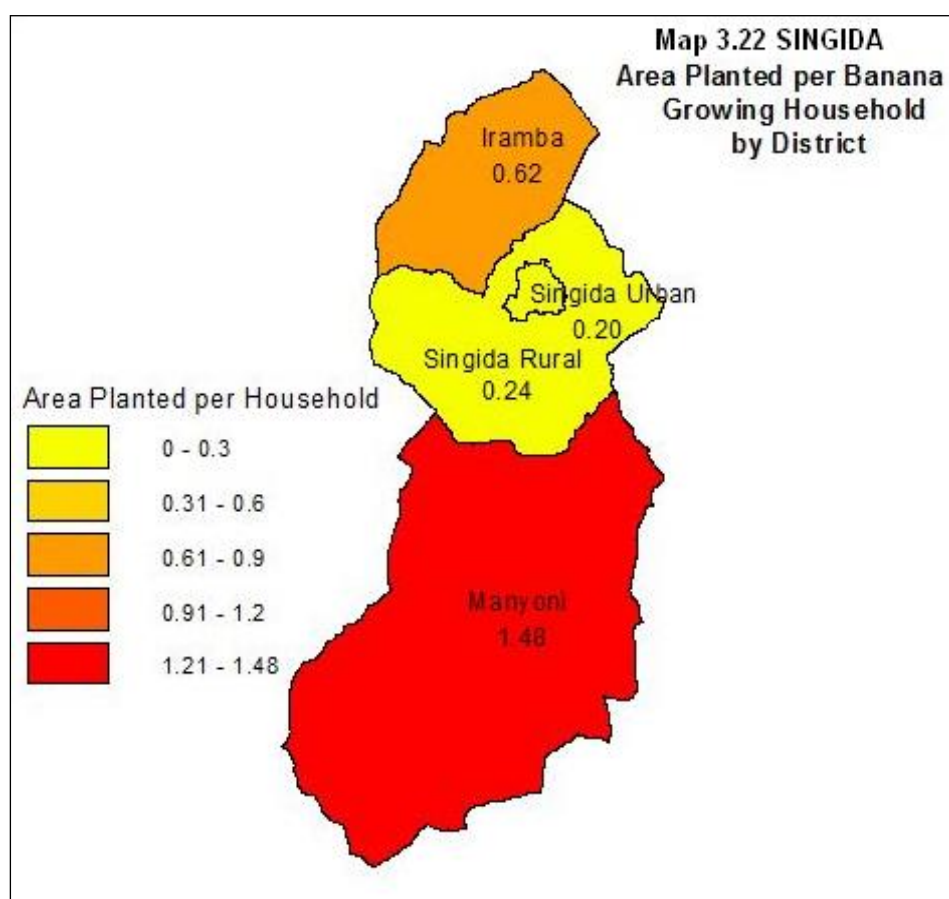 Map 3.22 SINGIDA
Area Planted per Banana
Growing Household
by District
Iramba
0.62
Singida Urban
0.20
Singida Rural
0.24
Area Planted per Household
0 - 0.3
0.31 - 0.6
0.61 - 0.9
0.91 - 1.2
1.21 - 1.48
Manyoni
1.48